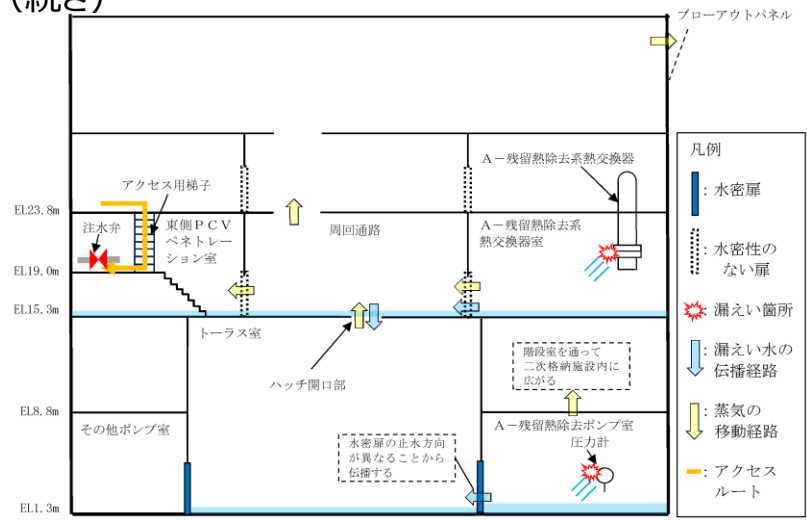 （続き）
ブローアウトパネル
A－残留熱除去系熱交換器
アクセス用梯子
EL23.8m
注水弁
東側PCV
ペネトレー
ション室
周回通路
A－残留熱除去系
熱交換器室
EL19.0m
EL15.3m
トーラス室
ハッチ開口部
階段室を通って
二次格納施設内に
広がる
EL8.8m
その他ポンプ室
A－残留熱除去ポンプ室
圧力計
水密扉の止水方向
が異なることから
伝播する
EL1.3m
凡例
：水密扉
：水密性の
ない扉
：漏えい箇所
：漏えい水の
伝播経路
：蒸気の
移動経路
：アクセス
ルート